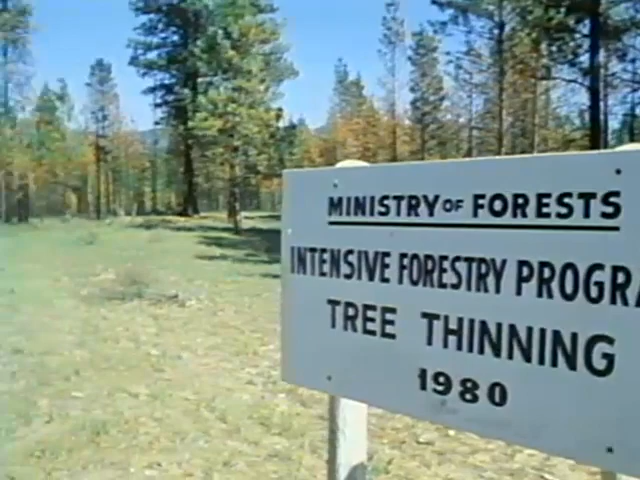 MINISTRY OF FORESTS
INTENSIVE FORESTRY PROGRA
TREE THINNING
1980